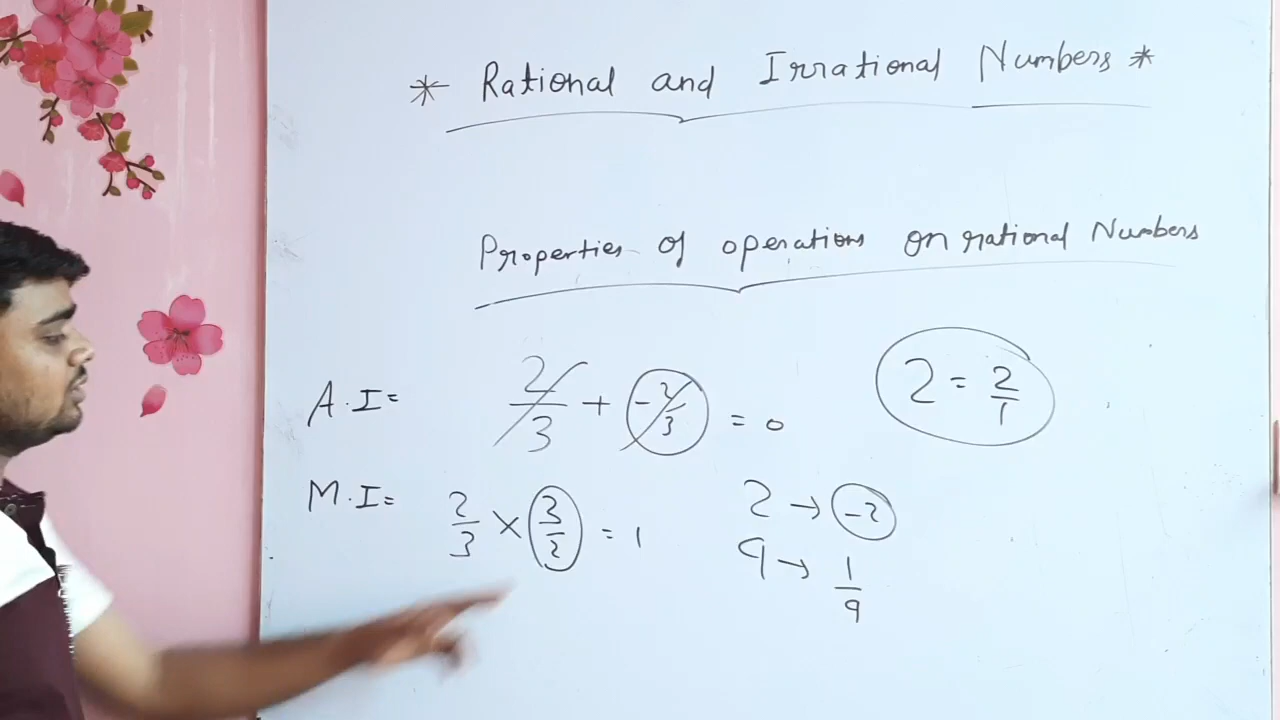 * Rational and Irrational Numbers *
Properties of operations on rational Numbers
A.I= 2/3 + -2/3 = 0
2 = 2/1
M.I= 2/3 × 3/2 = 1
2 → -2
9 → 1/9